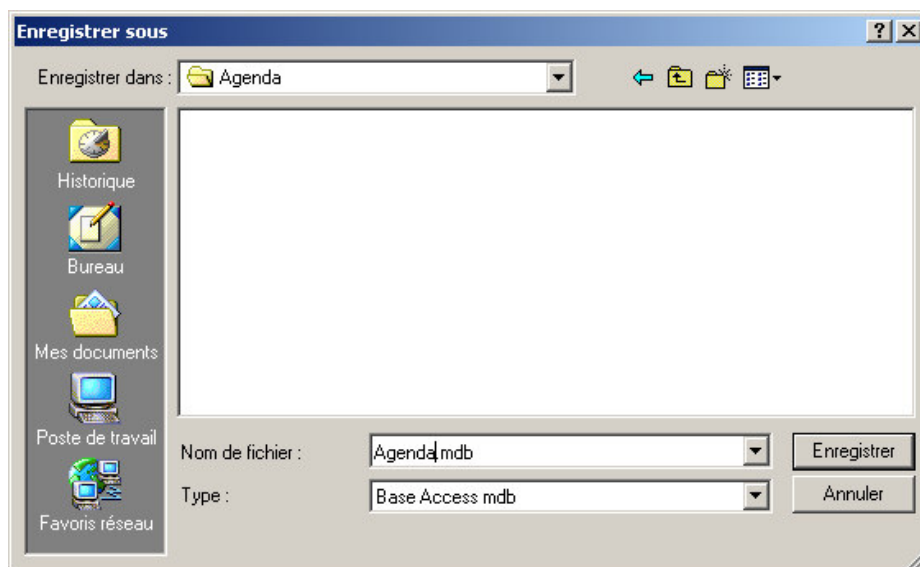 Enregistrer sous
Enregistrer dans :
Agenda
Historique
Bureau
Mes documents
Poste de travail
Favoris réseau
Nom de fichier :
Agenda.mdb
Enregistrer
Type :
Base Access mdb
Annuler